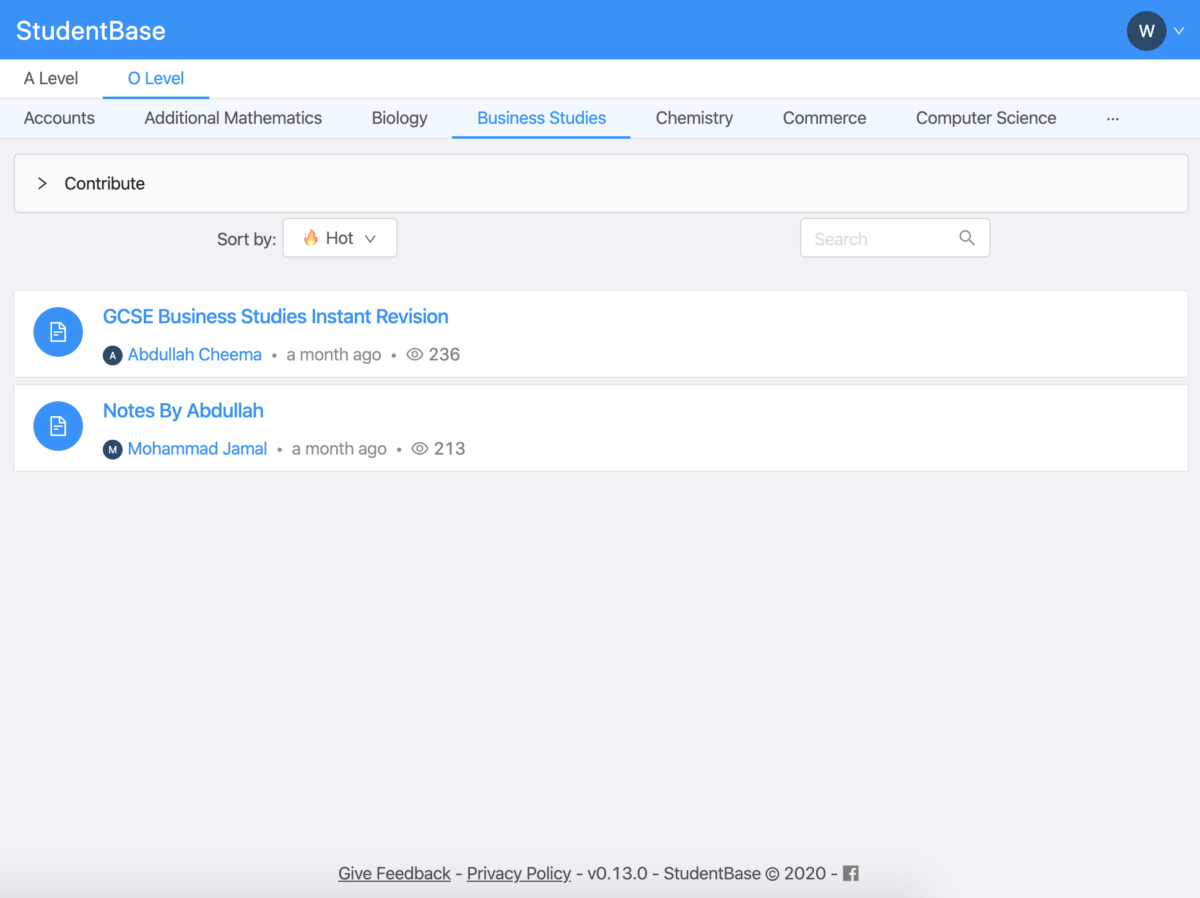 StudentBase
W
A Level O Level
Accounts Additional Mathematics Biology Business Studies Chemistry Commerce Computer Science ...
Contribute
Sort by: Hot Search
GCSE Business Studies Instant Revision
A Abdullah Cheema • a month ago • 236
Notes By Abdullah
M Mohammad Jamal • a month ago • 213
Give Feedback - Privacy Policy - v0.13.0 - StudentBase © 2020 -